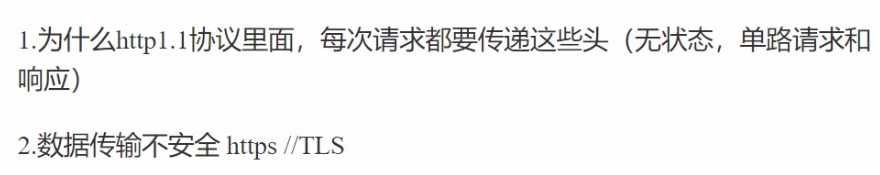 1.为什么http1.1协议里面，每次请求都要传递这些头（无状态，单路请求和
响应）
2.数据传输不安全 https //TLS